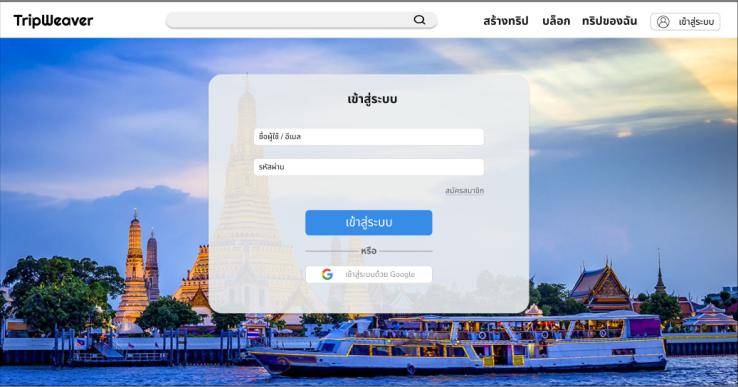 TripWeaver
สร้างทริป บล็อก ทริปของฉัน เข้าสู่ระบบ
เข้าสู่ระบบ
ชื่อผู้ใช้ / อีเมล
รหัสผ่าน
สมัครสมาชิก
เข้าสู่ระบบ
หรือ
เข้าสู่ระบบด้วย Google